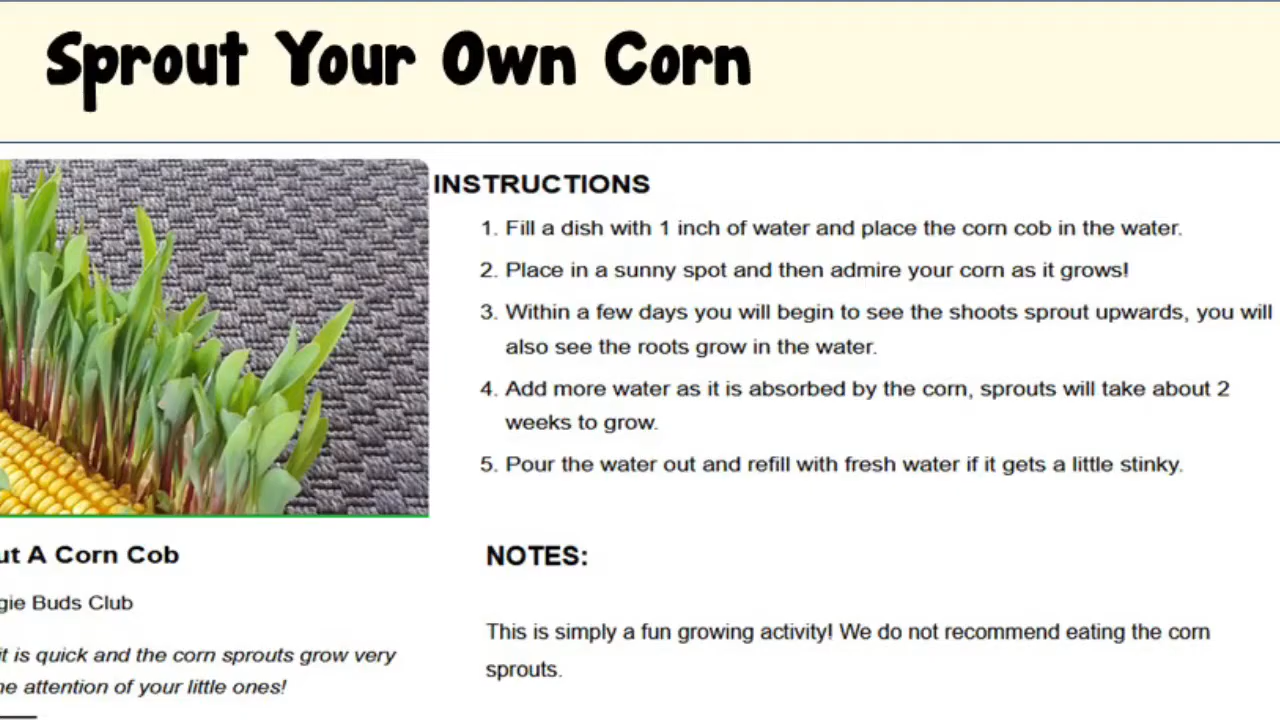 Sprout Your Own Corn
INSTRUCTIONS
1. Fill a dish with 1 inch of water and place the corn cob in the water.
2. Place in a sunny spot and then admire your corn as it grows!
3. Within a few days you will begin to see the shoots sprout upwards, you will
also see the roots grow in the water.
4. Add more water as it is absorbed by the corn, sprouts will take about 2
weeks to grow.
5. Pour the water out and refill with fresh water if it gets a little stinky.
A Corn Cob
Buds Club
it is quick and the corn sprouts grow very
attention of your little ones!
NOTES:
This is simply a fun growing activity! We do not recommend eating the corn
sprouts.